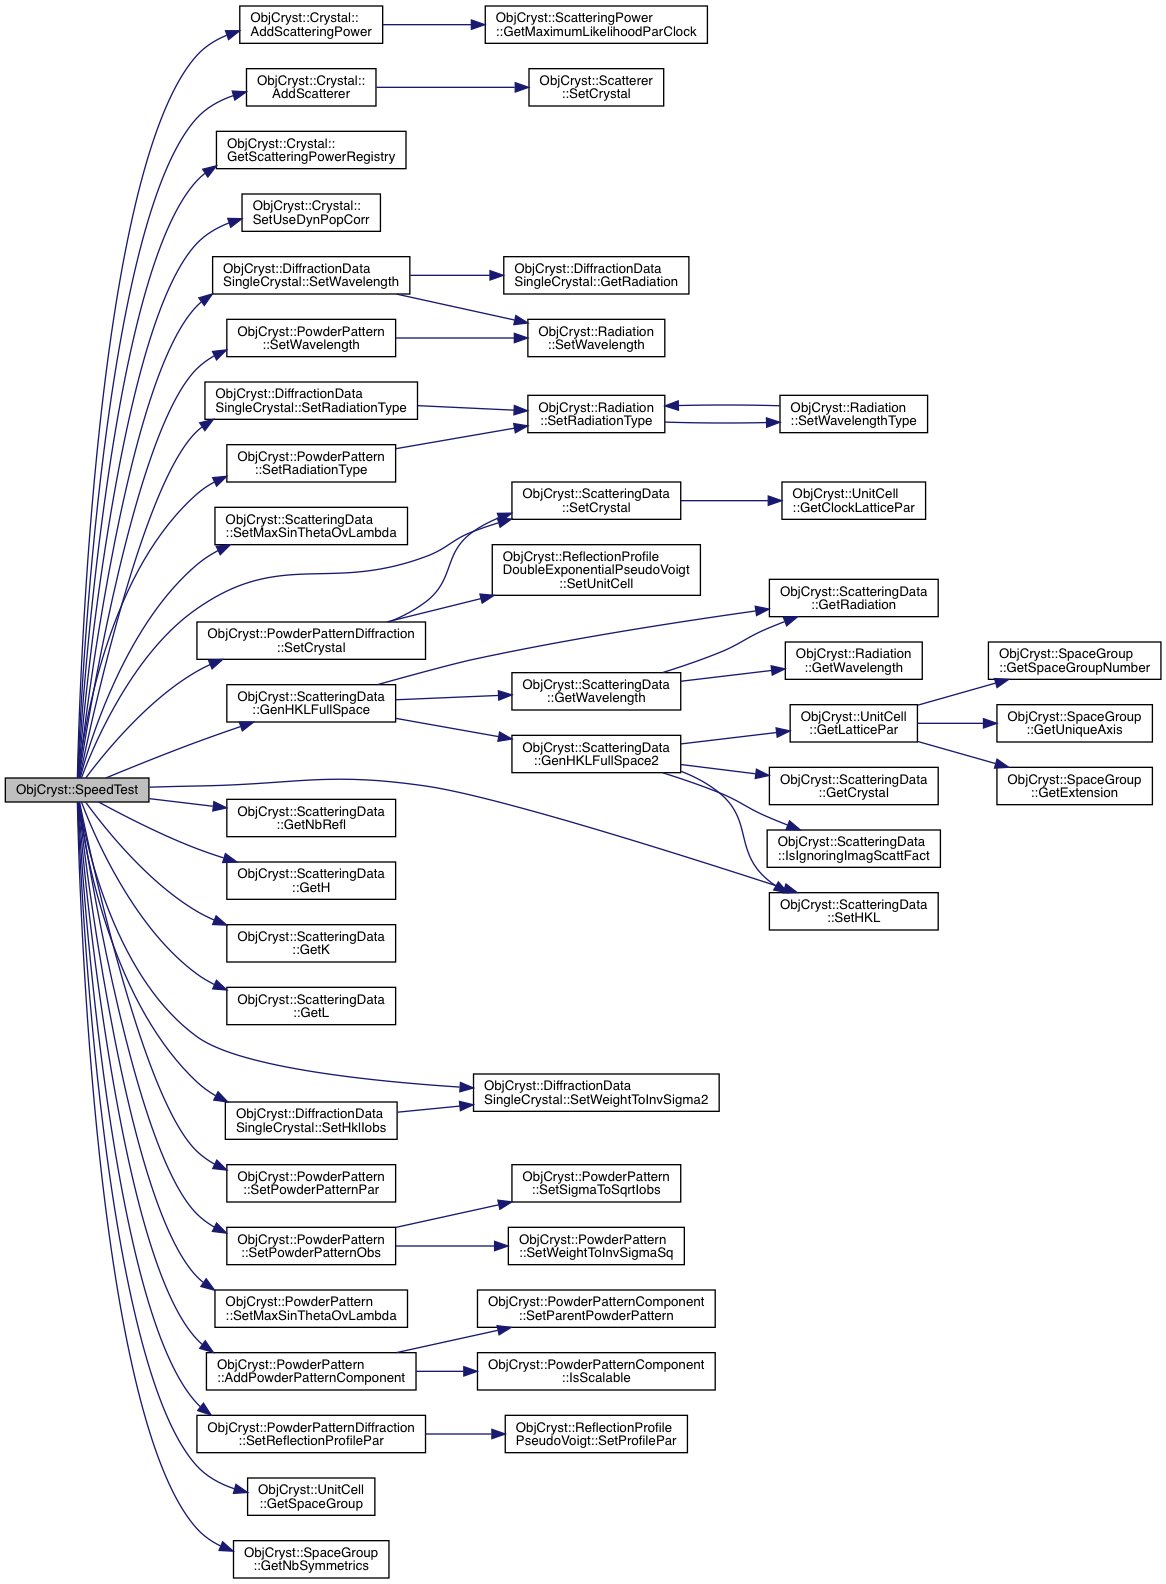 ObjCryst::Crystal::
AddScatteringPower
ObjCryst::ScatteringPower
::GetMaximumLikelihoodParClock
ObjCryst::Crystal::
AddScatterer
ObjCryst::Scatterer
::SetCrystal
ObjCryst::Crystal::
GetScatteringPowerRegistry
ObjCryst::Crystal::
SetUseDynPopCorr
ObjCryst::DiffractionData
SingleCrystal::SetWavelength
ObjCryst::DiffractionData
SingleCrystal::GetRadiation
ObjCryst::PowderPattern
::SetWavelength
ObjCryst::Radiation
::SetWavelength
ObjCryst::DiffractionData
SingleCrystal::SetRadiationType
ObjCryst::Radiation
::SetRadiationType
ObjCryst::Radiation
::SetWavelengthType
ObjCryst::PowderPattern
::SetRadiationType
ObjCryst::ScatteringData
::SetCrystal
ObjCryst::UnitCell
::GetClockLatticePar
ObjCryst::ScatteringData
::SetMaxSinThetaOvLambda
ObjCryst::ReflectionProfile
DoubleExponentialPseudoVoigt
::SetUnitCell
ObjCryst::ScatteringData
::GetRadiation
ObjCryst::PowderPatternDiffraction
::SetCrystal
ObjCryst::Radiation
::GetWavelength
ObjCryst::SpaceGroup
::GetSpaceGroupNumber
ObjCryst::ScatteringData
::GenHKLFullSpace
ObjCryst::ScatteringData
::GetWavelength
ObjCryst::UnitCell
::GetLatticePar
ObjCryst::SpaceGroup
::GetUniqueAxis
ObjCryst::ScatteringData
::GenHKLFullSpace2
ObjCryst::ScatteringData
::GetCrystal
ObjCryst::SpaceGroup
::GetExtension
ObjCryst::SpeedTest
ObjCryst::ScatteringData
::GetNbRefl
ObjCryst::ScatteringData
::IsIgnoringImagScattFact
ObjCryst::ScatteringData
::GetH
ObjCryst::ScatteringData
::SetHKL
ObjCryst::ScatteringData
::GetK
ObjCryst::ScatteringData
::GetL
ObjCryst::DiffractionData
SingleCrystal::SetWeightToInvSigma2
ObjCryst::DiffractionData
SingleCrystal::SetHklIobs
ObjCryst::PowderPattern
::SetPowderPatternPar
ObjCryst::PowderPattern
::SetSigmaToSqrtIobs
ObjCryst::PowderPattern
::SetPowderPatternObs
ObjCryst::PowderPattern
::SetWeightToInvSigmaSq
ObjCryst::PowderPattern
::SetMaxSinThetaOvLambda
ObjCryst::PowderPatternComponent
::SetParentPowderPattern
ObjCryst::PowderPattern
::AddPowderPatternComponent
ObjCryst::PowderPatternComponent
::IsScalable
ObjCryst::PowderPatternDiffraction
::SetReflectionProfilePar
ObjCryst::ReflectionProfile
PseudoVoigt::SetProfilePar
ObjCryst::UnitCell
::GetSpaceGroup
ObjCryst::SpaceGroup
::GetNbSymmetrics